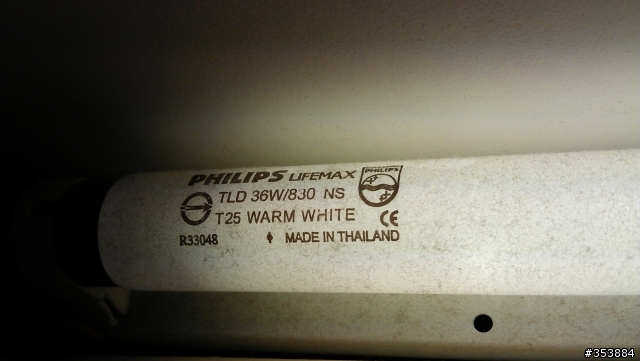 PHILIPS LIFEMAX PHILIPS
TLD 36W/830 NS
T25 WARM WHITE CE
R33048 MADE IN THAILAND
#353884